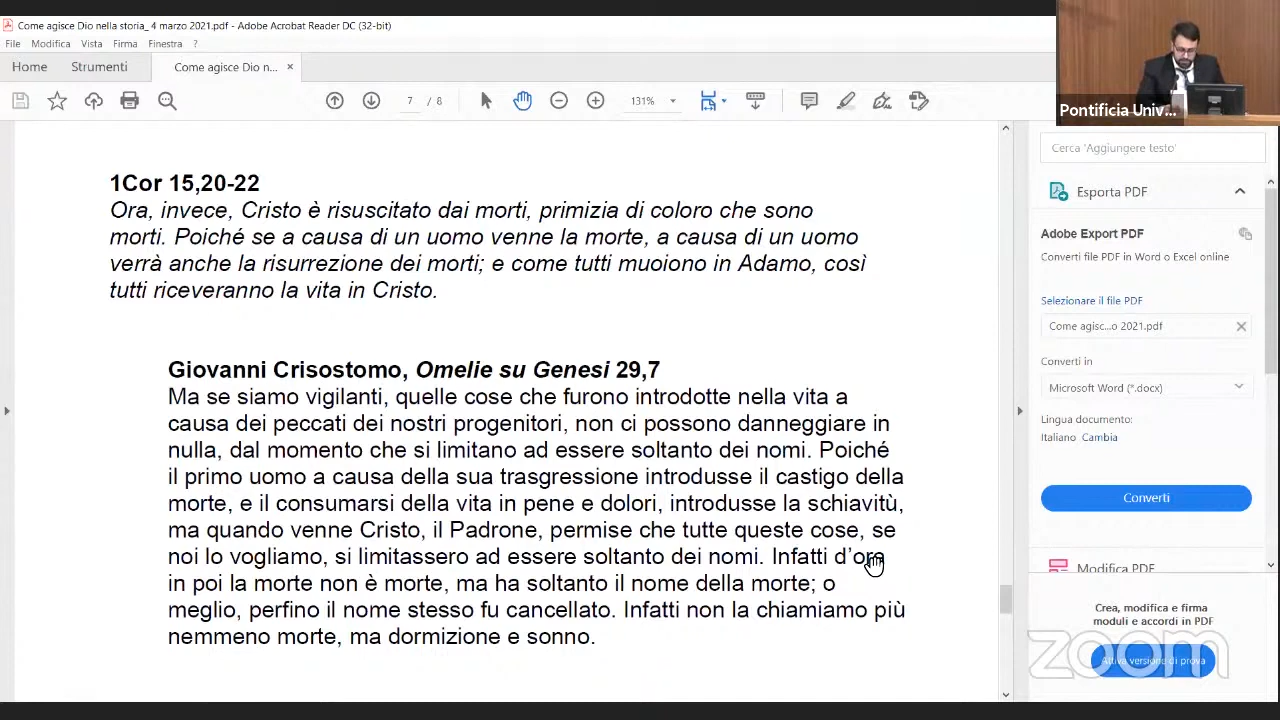 Come agisce Dio nella storia_ 4 marzo 2021.pdf - Adobe Acrobat Reader DC (32-bit)
File Modifica Vista Firma Finestra ?
Home Strumenti Come agisce Dio n... ×
7 / 8 131%
Pontificia Univ...
1Cor 15,20-22
Ora, invece, Cristo è risuscitato dai morti, primizia di coloro che sono
morti. Poiché se a causa di un uomo venne la morte, a causa di un uomo
verrà anche la risurrezione dei morti; e come tutti muoiono in Adamo, così
tutti riceveranno la vita in Cristo.
Giovanni Crisostomo, Omelie su Genesi 29,7
Ma se siamo vigilanti, quelle cose che furono introdotte nella vita a
causa dei peccati dei nostri progenitori, non ci possono danneggiare in
nulla, dal momento che si limitano ad essere soltanto dei nomi. Poiché
il primo uomo a causa della sua trasgressione introdusse il castigo della
morte, e il consumarsi della vita in pene e dolori, introdusse la schiavitù,
ma quando venne Cristo, il Padrone, permise che tutte queste cose, se
noi lo vogliamo, si limitassero ad essere soltanto dei nomi. Infatti d’ora
in poi la morte non è morte, ma ha soltanto il nome della morte; o
meglio, perfino il nome stesso fu cancellato. Infatti non la chiamiamo più
nemmeno morte, ma dormizione e sonno.
Cerca 'Aggiungere testo'
Esporta PDF
Adobe Export PDF
Converti file PDF in Word o Excel online
Selezionare il file PDF
Come agisc...o 2021.pdf
Converti in
Microsoft Word (*.docx)
Lingua documento:
Italiano Cambia
Converti
Modifica PDF
Crea, modifica e firma
moduli e accordi in PDF
Attiva versione di prova
zoom